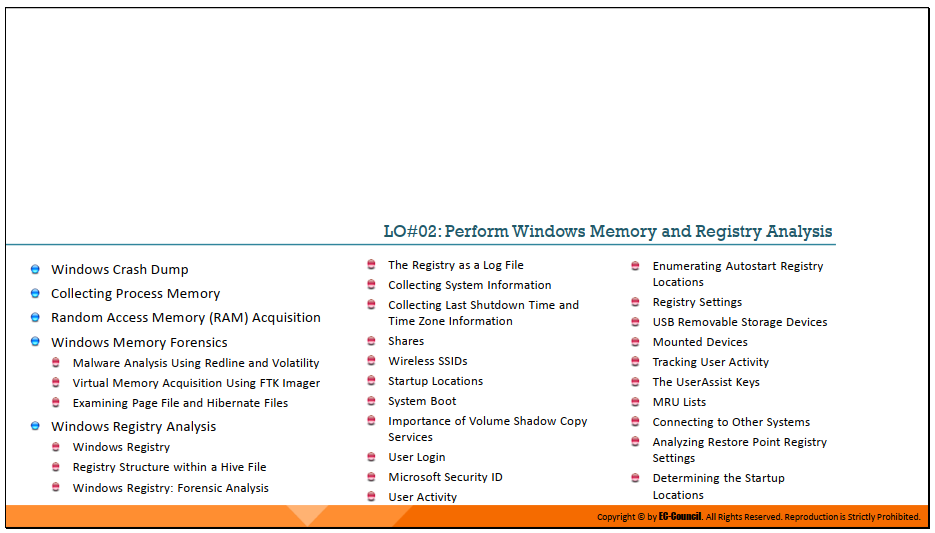 LO#02: Perform Windows Memory and Registry Analysis
Windows Crash Dump
Collecting Process Memory
Random Access Memory (RAM) Acquisition
Windows Memory Forensics
Malware Analysis Using Redline and Volatility
Virtual Memory Acquisition Using FTK Imager
Examining Page File and Hibernate Files
Windows Registry Analysis
Windows Registry
Registry Structure within a Hive File
Windows Registry: Forensic Analysis
The Registry as a Log File
Collecting System Information
Collecting Last Shutdown Time and
Time Zone Information
Shares
Wireless SSIDs
Startup Locations
System Boot
Importance of Volume Shadow Copy
Services
User Login
Microsoft Security ID
User Activity
Enumerating Autostart Registry
Locations
Registry Settings
USB Removable Storage Devices
Mounted Devices
Tracking User Activity
The UserAssist Keys
MRU Lists
Connecting to Other Systems
Analyzing Restore Point Registry
Settings
Determining the Startup
Locations
Copyright © by EC-Council. All Rights Reserved. Reproduction is Strictly Prohibited.